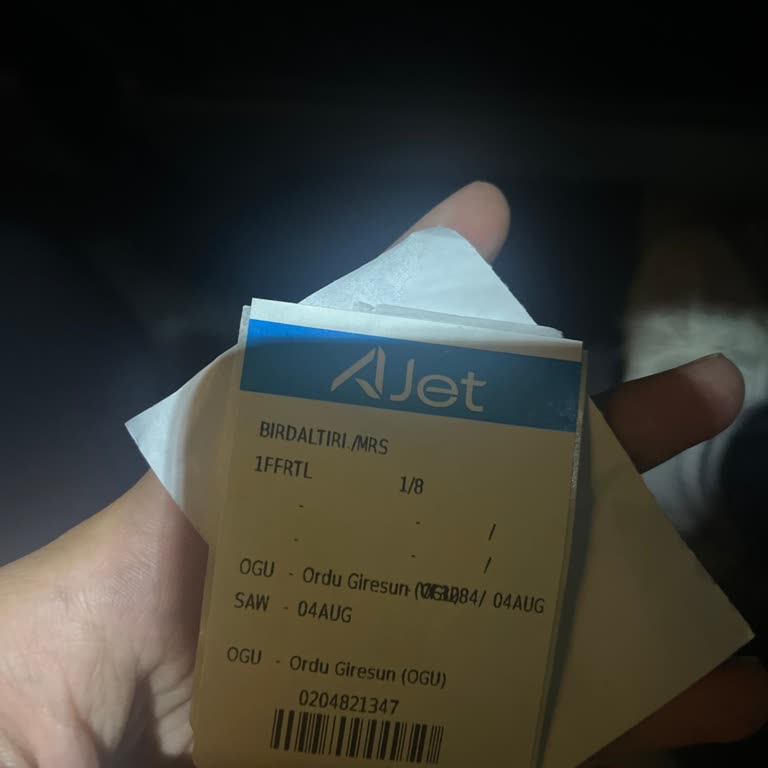 AJet
BIRDALTIRI./MRS
1FFRTL 1/8
- - /
- - /
OGU - Ordu Giresun 04AUG
SAW - 04AUG
OGU - Ordu Giresun (OGU)
0204821347